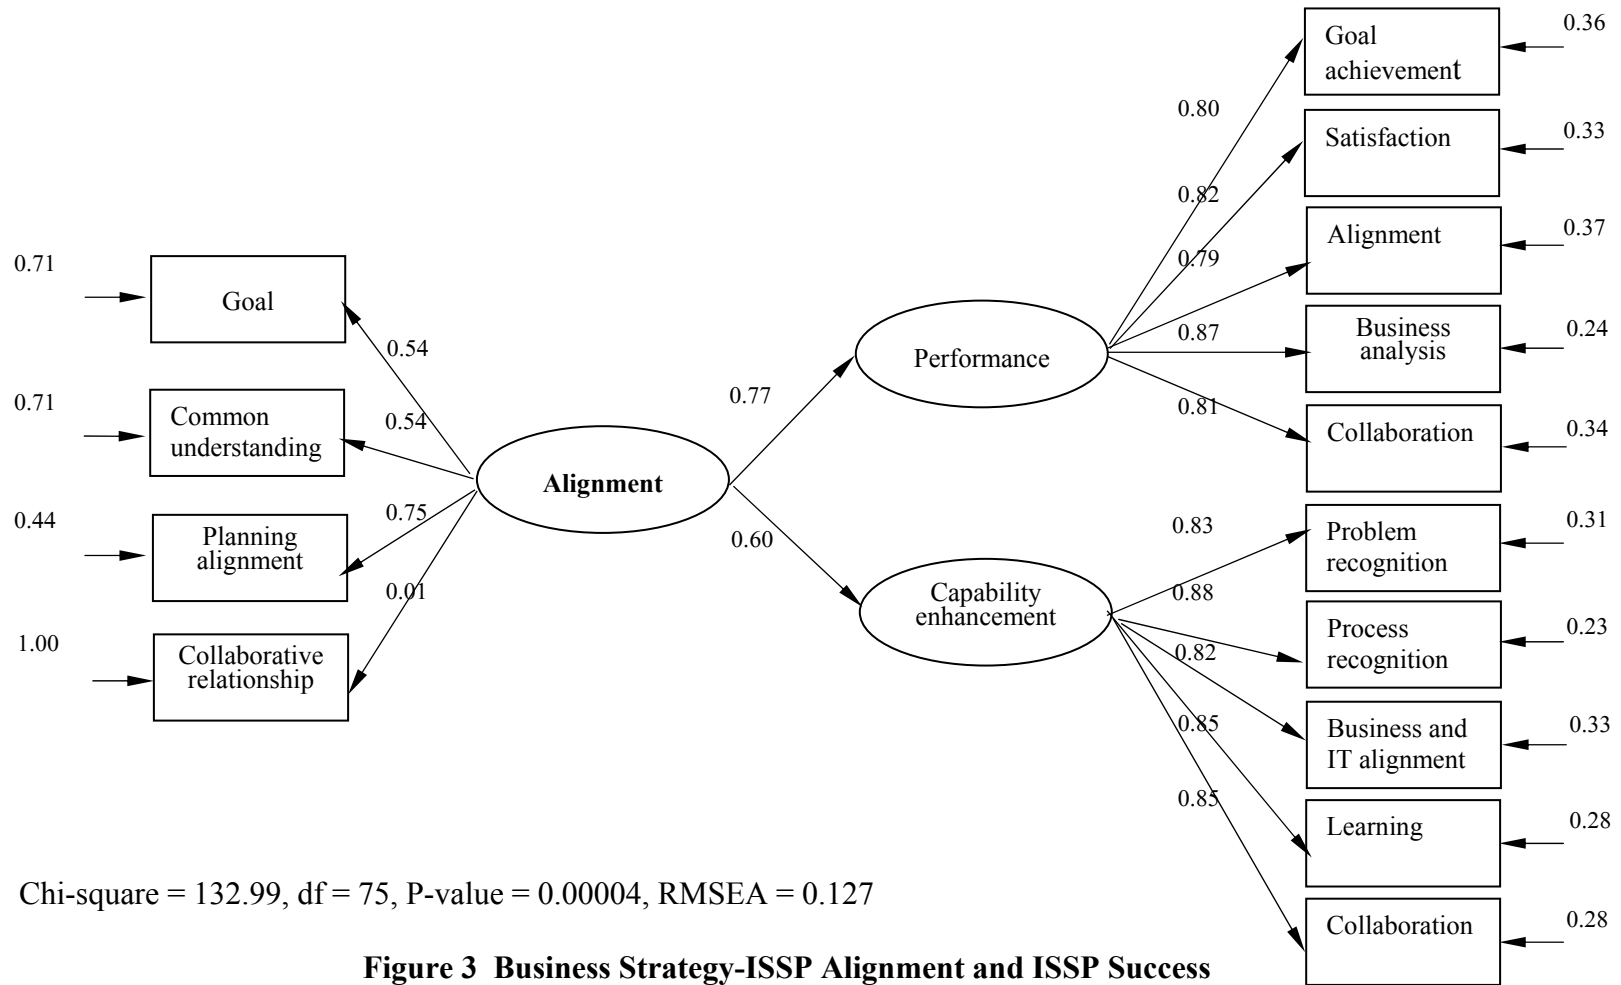 0.71
Goal
0.54
0.71
Common
understanding
0.54
0.44
Planning
alignment
0.75
1.00
Collaborative
relationship
0.01
Alignment
0.77
0.60
Performance
Capability
enhancement
0.80
Goal
achievement
0.36
0.82
Satisfaction
0.33
0.79
Alignment
0.37
0.87
Business
analysis
0.24
0.81
Collaboration
0.34
0.83
Problem
recognition
0.31
0.88
Process
recognition
0.23
0.82
Business and
IT alignment
0.33
0.85
Learning
0.28
0.85
Collaboration
0.28
Chi-square = 132.99, df = 75, P-value = 0.00004, RMSEA = 0.127
Figure 3 Business Strategy-ISSP Alignment and ISSP Success